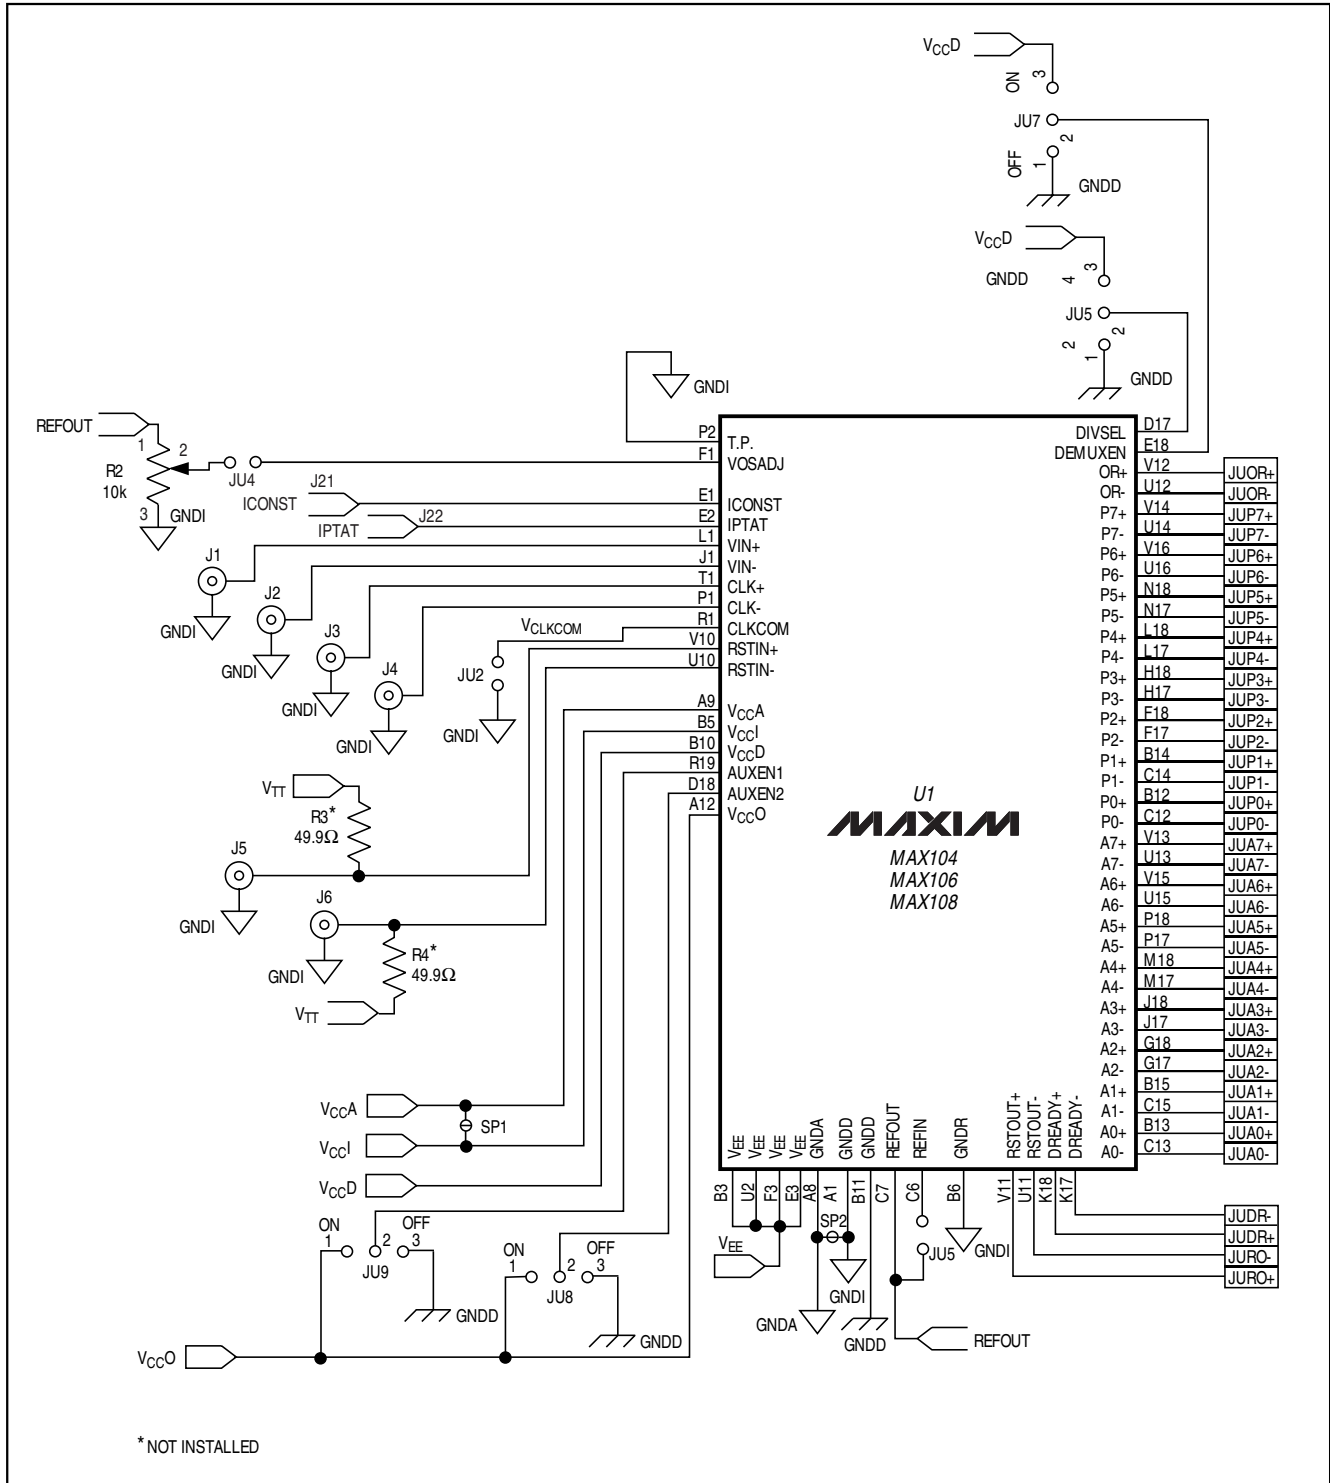 VCCD
ON
3
JU7
2
OFF
1
GNDD
VCCD
GNDD
4
3
JU5
2
2
1
GNDD
GNDI
REFOUT
1
2
R2
10k
3
GNDI
JU4
J21
ICONST
J22
IPTAT
J1
GNDI
J2
GNDI
J3
GNDI
J4
GNDI
VCLKCOM
JU2
GNDI
VTT
R3*
49.9Ω
J5
GNDI
J6
GNDI
R4*
49.9Ω
VTT
P2 T.P.
F1 VOSADJ
E1 ICONST
E2 IPTAT
L1 VIN+
J1 VIN-
T1 CLK+
P1 CLK-
R1 CLKCOM
V10 RSTIN+
U10 RSTIN-
A9 VCCA
B5 VCCI
B10 VCCD
R19 AUXEN1
D18 AUXEN2
A12 VCCO
U1
MAXIM
MAX104
MAX106
MAX108
DIVSEL D17
DEMUXEN E18
OR+ V12 JUOR+
OR- U12 JUOR-
P7+ V14 JUP7+
P7- U14 JUP7-
P6+ V16 JUP6+
P6- U16 JUP6-
P5+ N18 JUP5+
P5- N17 JUP5-
P4+ L18 JUP4+
P4- L17 JUP4-
P3+ H18 JUP3+
P3- H17 JUP3-
P2+ F18 JUP2+
P2- F17 JUP2-
P1+ B14 JUP1+
P1- C14 JUP1-
P0+ B12 JUP0+
P0- C12 JUP0-
A7+ V13 JUA7+
A7- U13 JUA7-
A6+ V15 JUA6+
A6- U15 JUA6-
A5+ P18 JUA5+
A5- P17 JUA5-
A4+ M18 JUA4+
A4- M17 JUA4-
A3+ J18 JUA3+
A3- J17 JUA3-
A2+ G18 JUA2+
A2- G17 JUA2-
A1+ B15 JUA1+
A1- C15 JUA1-
A0+ B13 JUA0+
A0- C13 JUA0-
VEE B3
VEE U2
VEE F3
VEE E3
GNDA A8
GNDD A1
GNDD B11
REFOUT C7
REFIN C6
GNDR B6
RSTOUT+ V11
RSTOUT- U11
DREADY+ K18
DREADY- K17
JUDR-
JUDR+
JURO-
JURO+
VCCA
SP1
VCCI
VCCD
ON
1
2
OFF
3
JU9
GNDD
ON
1
2
OFF
3
JU8
GNDD
VCCO
VEE
SP2
GNDI
GNDA
GNDD
JU5
GNDI
REFOUT
* NOT INSTALLED